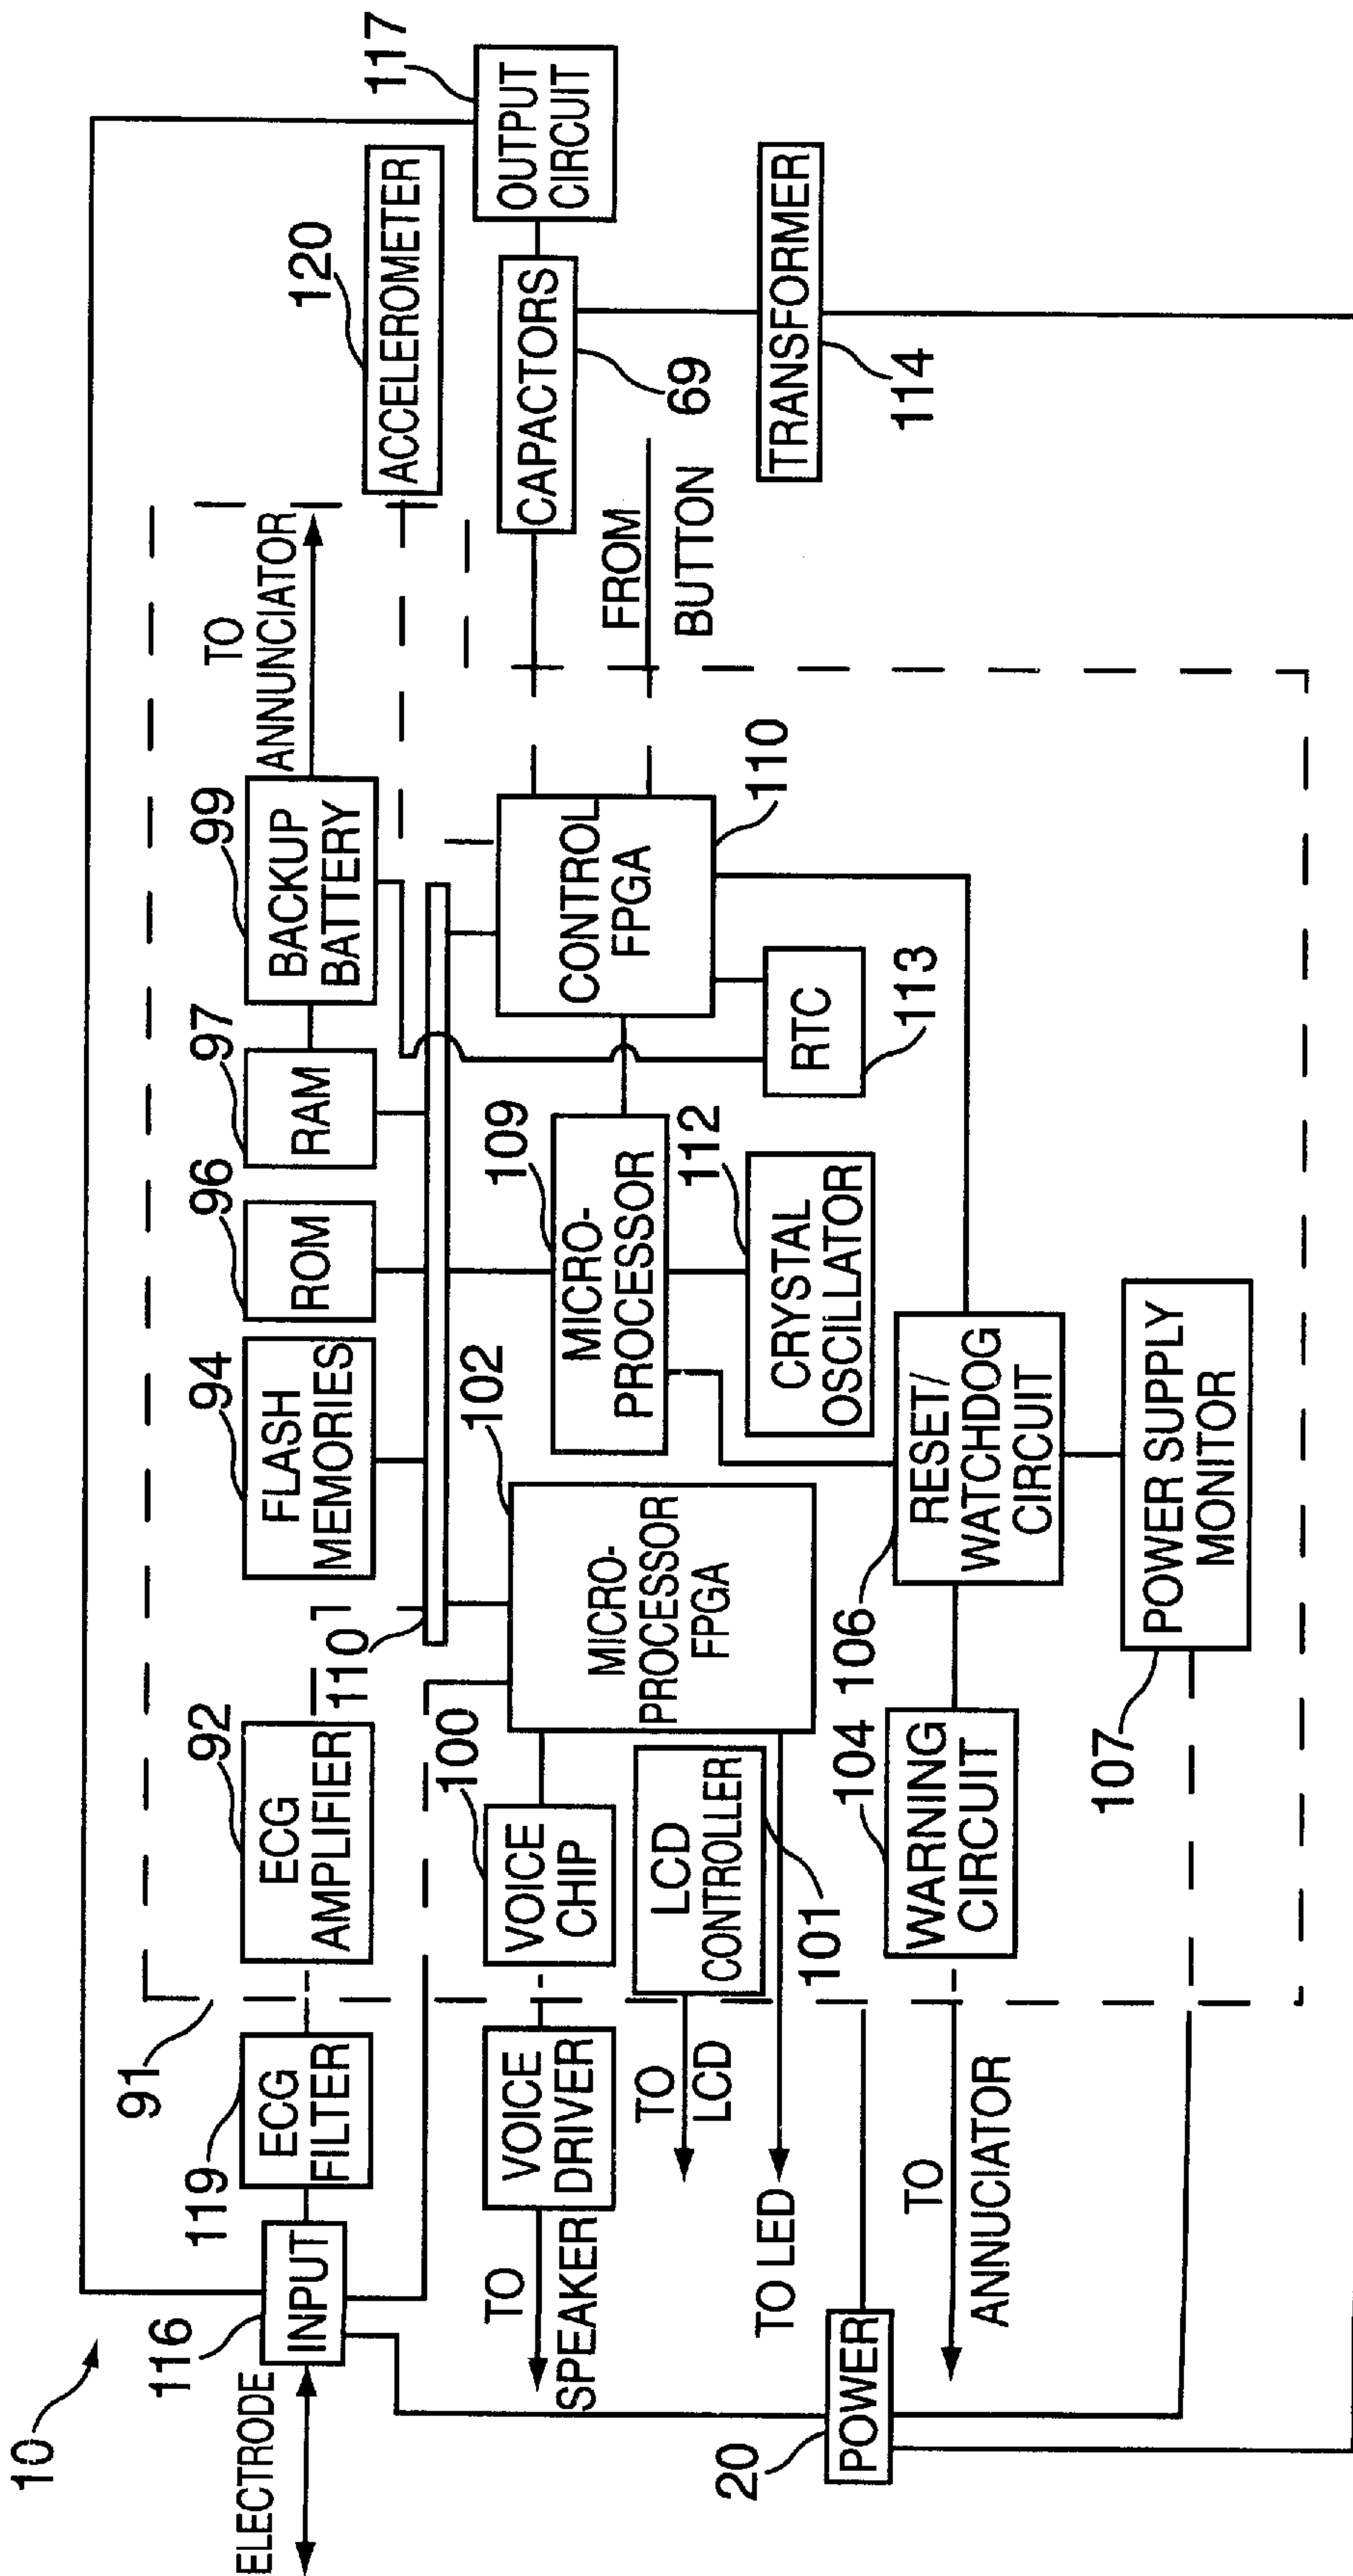 10
ELECTRODE
116
INPUT
119
ECG
FILTER
91
92
ECG
AMPLIFIER
110
94
FLASH
MEMORIES
96
ROM
97
RAM
99
BACKUP
BATTERY
TO
ANNUNCIATOR
120
ACCELEROMETER
117
OUTPUT
CIRCUIT
TO
SPEAKER
VOICE
DRIVER
100
VOICE
CHIP
102
MICRO-
PROCESSOR
FPGA
109
MICRO-
PROCESSOR
CONTROL
FPGA
110
CAPACTORS
69
FROM
BUTTON
TO
LCD
LCD
CONTROLLER
101
TO LED
112
CRYSTAL
OSCILLATOR
RTC
113
TRANSFORMER
114
20
POWER
TO
ANNUCIATOR
104
WARNING
CIRCUIT
106
RESET/
WATCHDOG
CIRCUIT
107
POWER SUPPLY
MONITOR